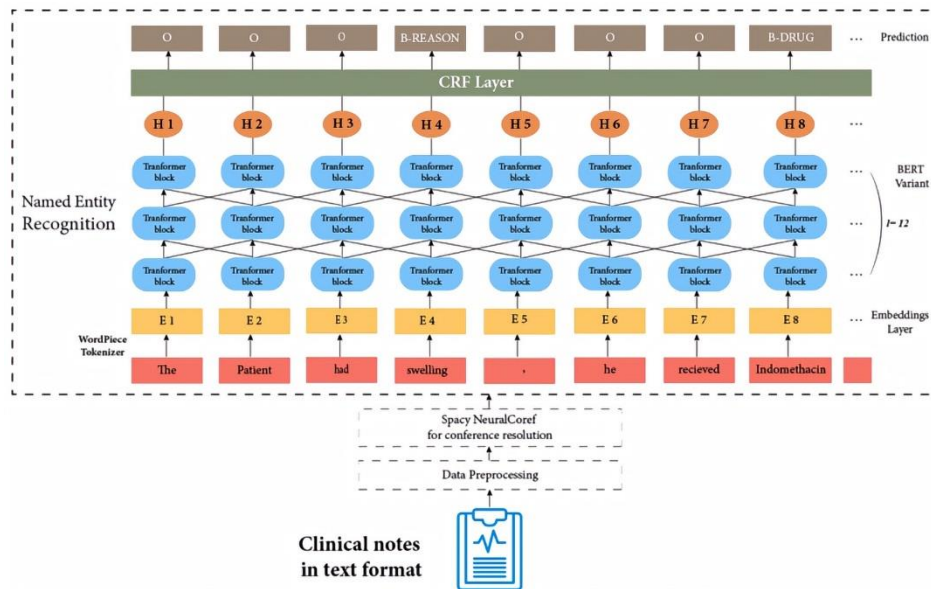 O O O B-REASON O O O B-DRUG ... Prediction
CRF Layer
H 1 H 2 H 3 H 4 H 5 H 6 H 7 H 8 ...
Tranformer block Tranformer block Tranformer block Tranformer block Tranformer block Tranformer block Tranformer block Tranformer block ... BERT Variant
Named Entity Recognition
Tranformer block Tranformer block Tranformer block Tranformer block Tranformer block Tranformer block Tranformer block Tranformer block ... l= 12
Tranformer block Tranformer block Tranformer block Tranformer block Tranformer block Tranformer block Tranformer block Tranformer block ...
E 1 E 2 E 3 E 4 E 5 E 6 E 7 E 8 ... Embeddings Layer
WordPiece Tokenizer
The Patient had swelling , he recieved Indomethacin
Spacy NeuralCoref
for conference resolution
Data Preprocessing
Clinical notes
in text format